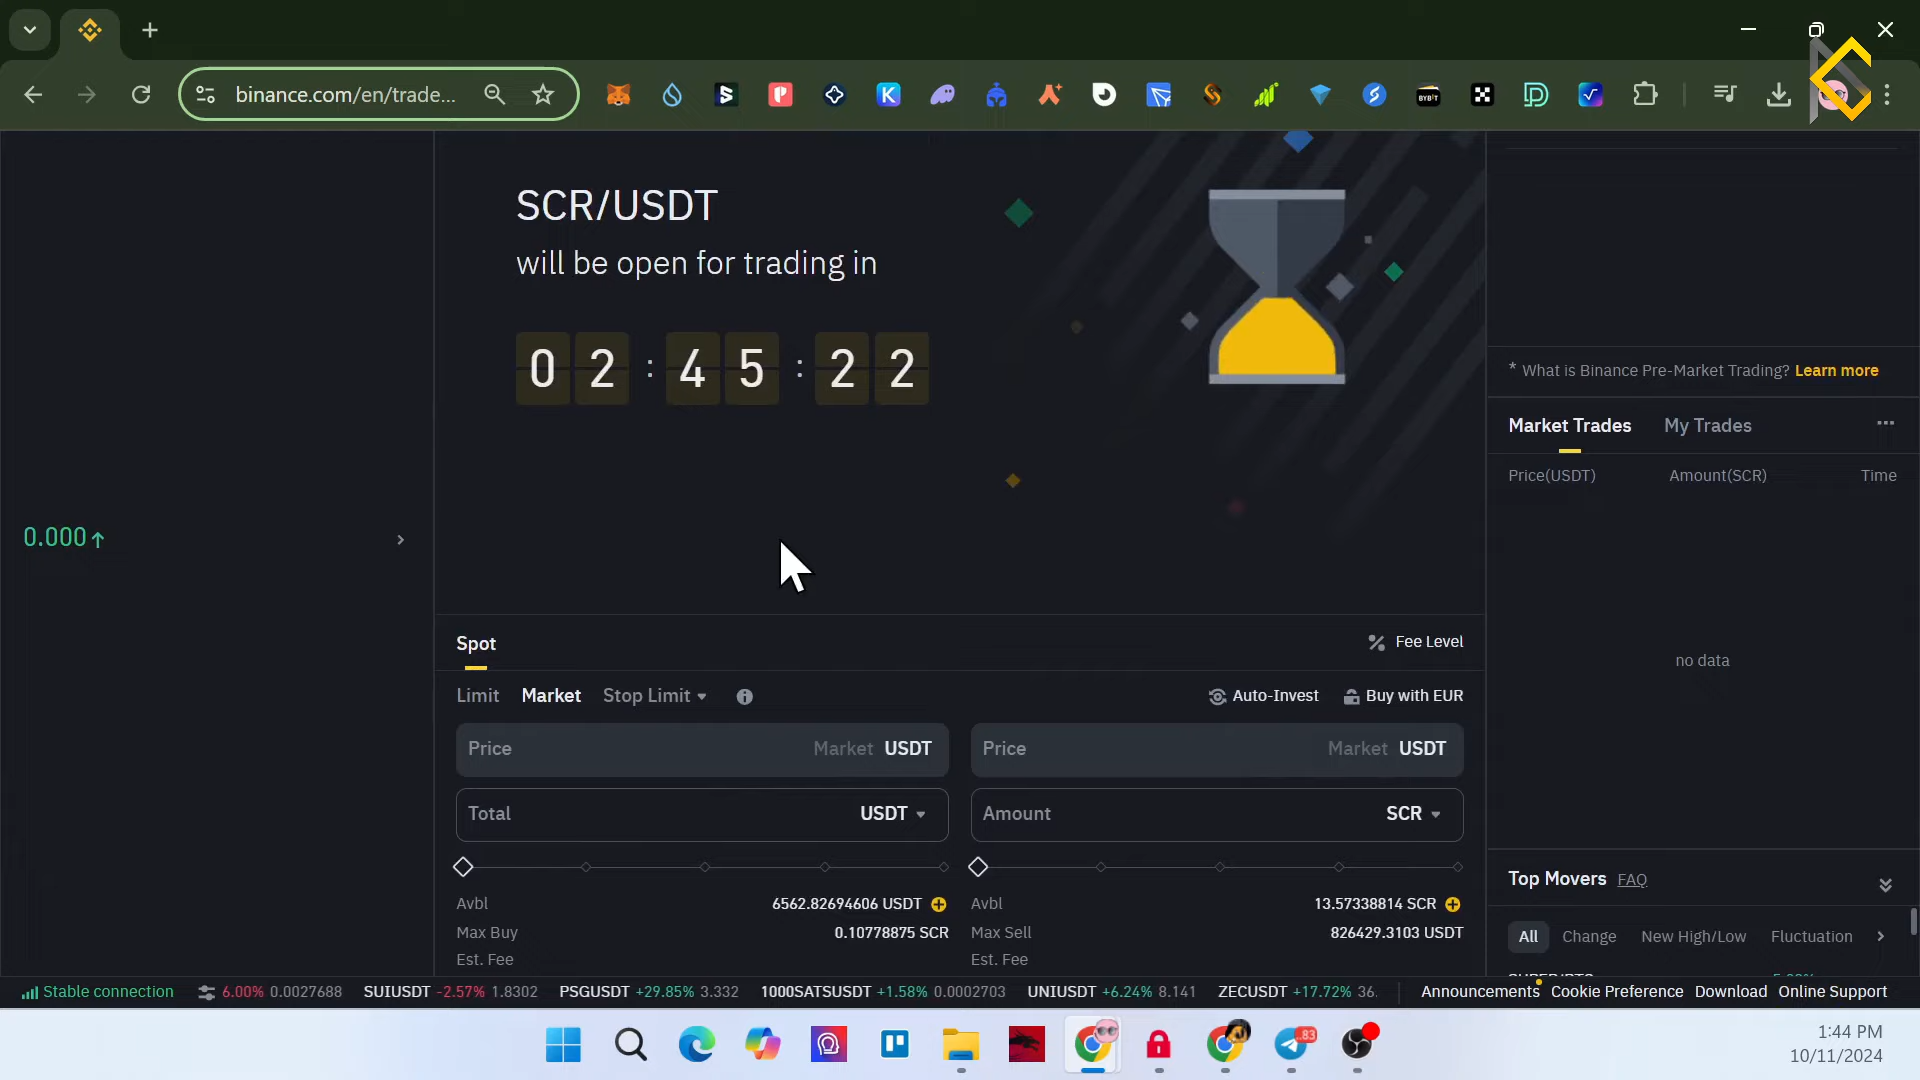 binance.com/en/trade...
SCR/USDT
will be open for trading in
02 : 45 : 22
0.000↑
* What is Binance Pre-Market Trading? Learn more
Market Trades My Trades
Price(USDT) Amount(SCR) Time
no data
Spot
% Fee Level
Limit Market Stop Limit
Auto-Invest Buy with EUR
Price Market USDT
Price Market USDT
Total USDT
Amount SCR
Avbl 6562.82694606 USDT
Max Buy 0.10778875 SCR
Est. Fee
Avbl 13.57338814 SCR
Max Sell 826429.3103 USDT
Est. Fee
Top Movers FAQ
All Change New High/Low Fluctuation
Stable connection 6.00% 0.0027688 SUIUSDT -2.57% 1.8302 PSGUSDT +29.85% 3.332 1000SATSUSDT +1.58% 0.0002703 UNIUSDT +6.24% 8.141 ZECUSDT +17.72% 36. Announcements Cookie Preference Download Online Support
83
1:44 PM
10/11/2024